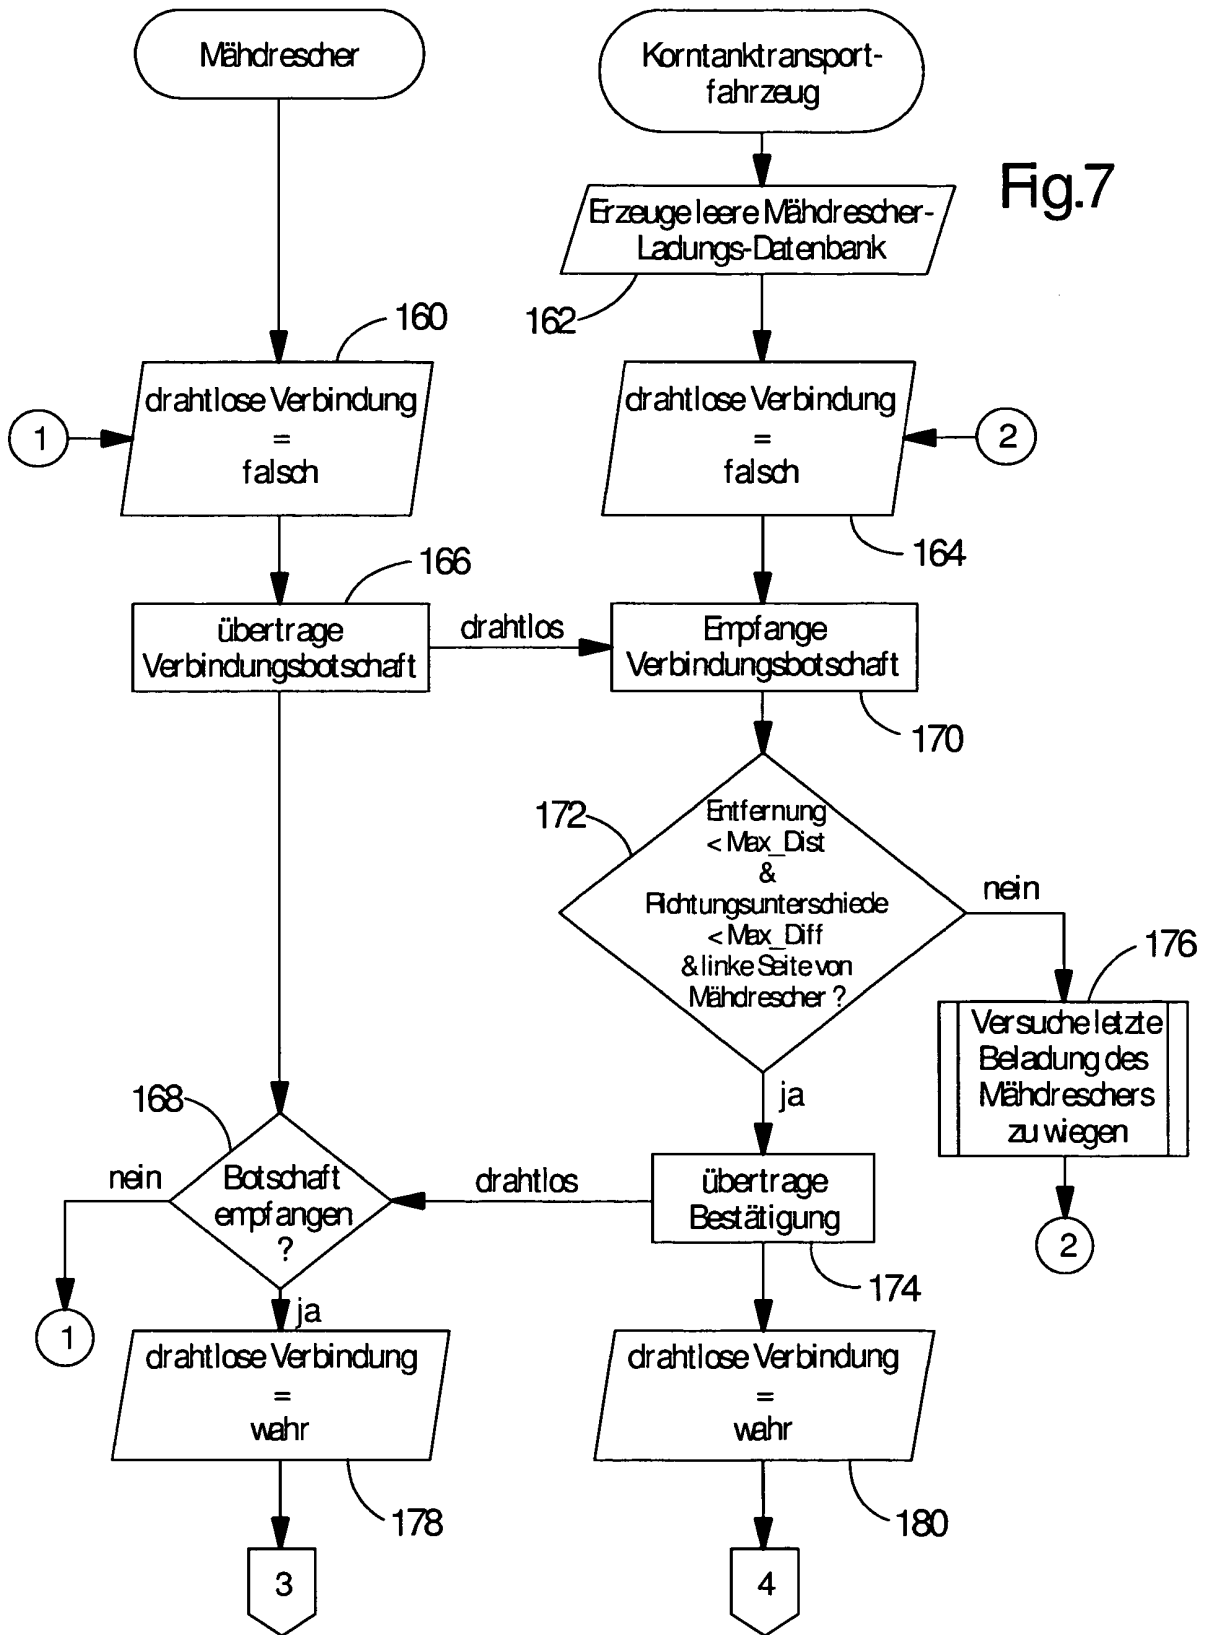 Mähdrescher
Korntanktransport-
fahrzeug
Fig.7
Erzeuge leere Mähdrescher-
Ladungs-Datenbank
162
160
drahtlose Verbindung
=
falsch
1
drahtlose Verbindung
=
falsch
2
164
166
übertrage
Verbindungsbotschaft
drahtlos
Empfange
Verbindungsbotschaft
170
172
Entfernung
< Max_Dist
&
Richtungsunterschiede
< Max_Diff
& linke Seite von
Mähdrescher ?
nein
176
Versuche letzte
Beladung des
Mähdreschers
zu wiegen
2
ja
168
nein
Botschaft
empfangen
?
drahtlos
übertrage
Bestätigung
174
1
ja
drahtlose Verbindung
=
wahr
178
drahtlose Verbindung
=
wahr
180
3
4